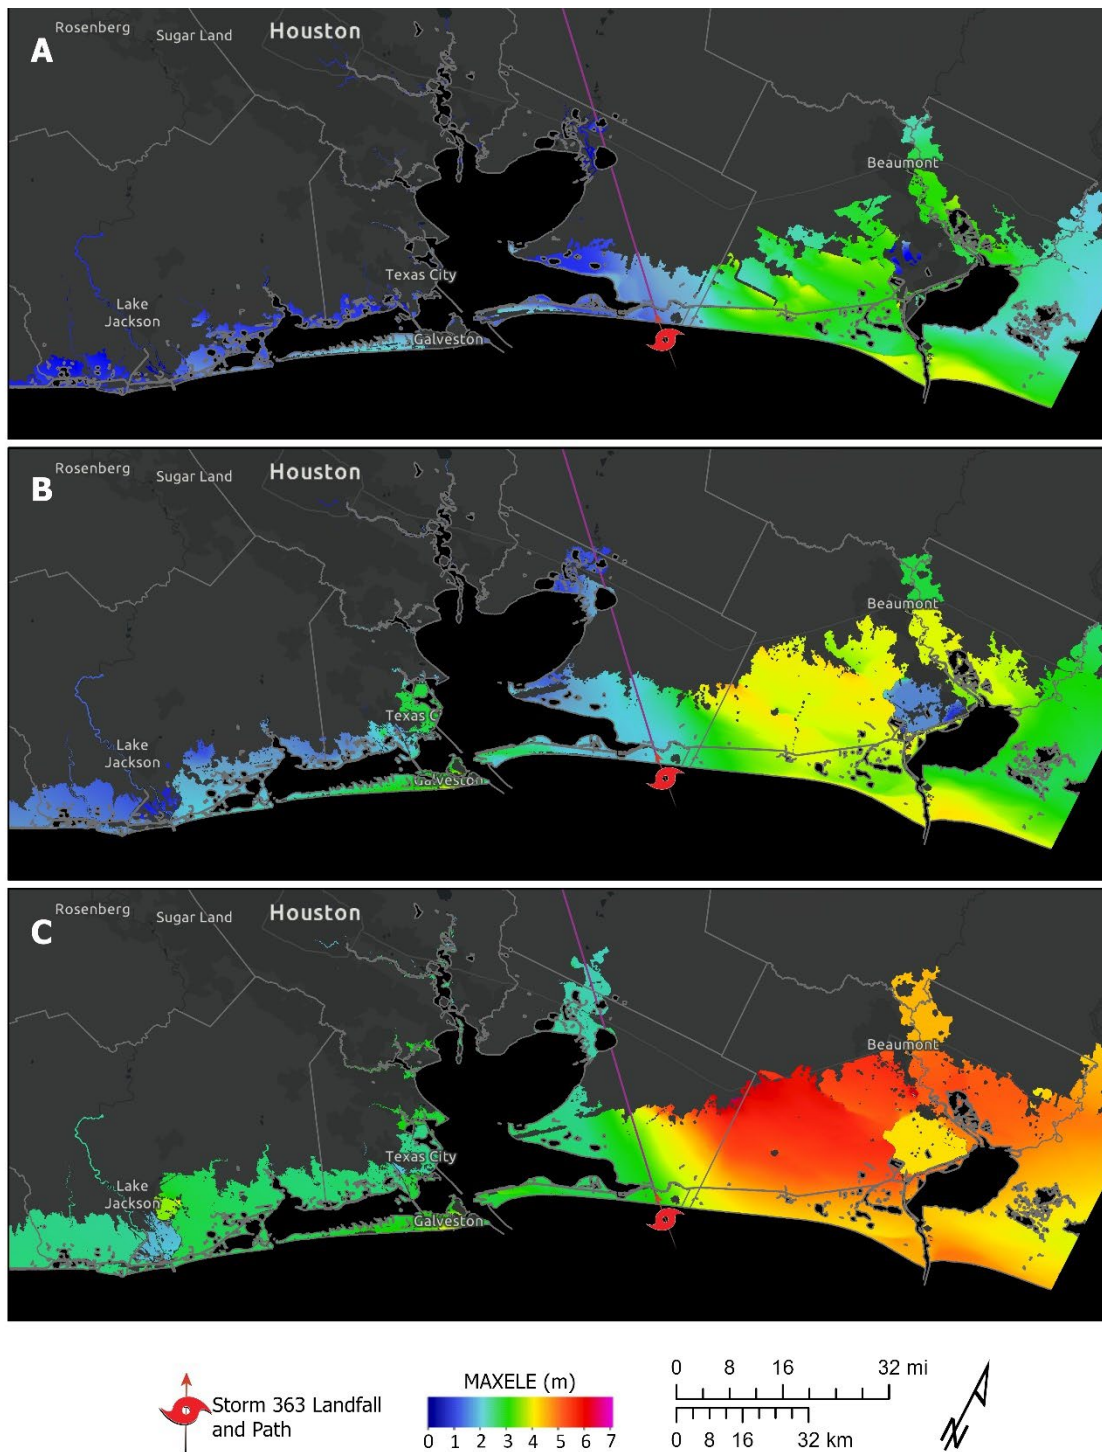 A
Rosenberg
Sugar Land
Houston
Beaumont
Texas City
Lake
Jackson
Galveston
B
Rosenberg
Sugar Land
Houston
Beaumont
Texas C
Lake
Jackson
Galveston
C
Rosenberg
Sugar Land
Houston
Beaumont
Texas City
Lake
Jackson
Galveston
Storm 363 Landfall
and Path
MAXELE (m)
0 1 2 3 4 5 6 7
0 8 16 32 mi
0 8 16 32 km
N